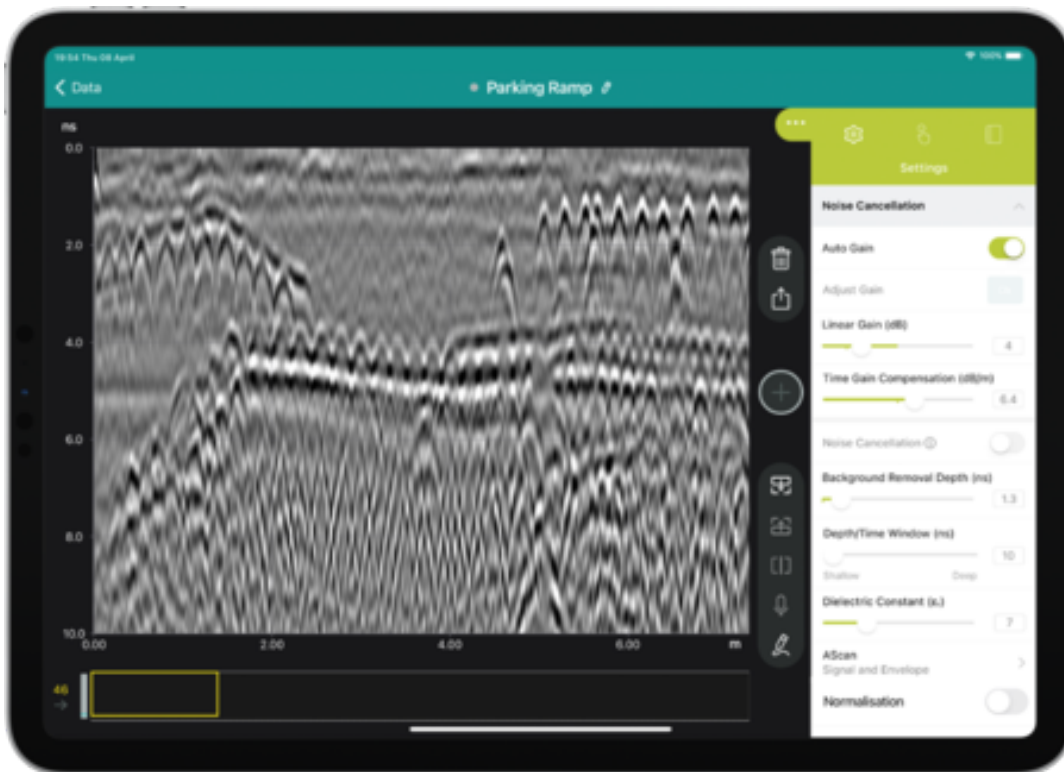 19:54 Thu 08 April
100%
Data
Parking Ramp
ns
0.0
2.0
4.0
6.0
8.0
10.0
0.00
2.00
4.00
6.00
m
46
Settings
Noise Cancellation
Auto Gain
Adjust Gain
Linear Gain (dB)
4
Time Gain Compensation (dB/m)
6.4
Noise Cancellation
Background Removal Depth (ns)
1.3
Depth/Time Window (ns)
10
Shallow Deep
Dielectric Constant (εᵣ)
7
AScan
Signal and Envelope
Normalisation